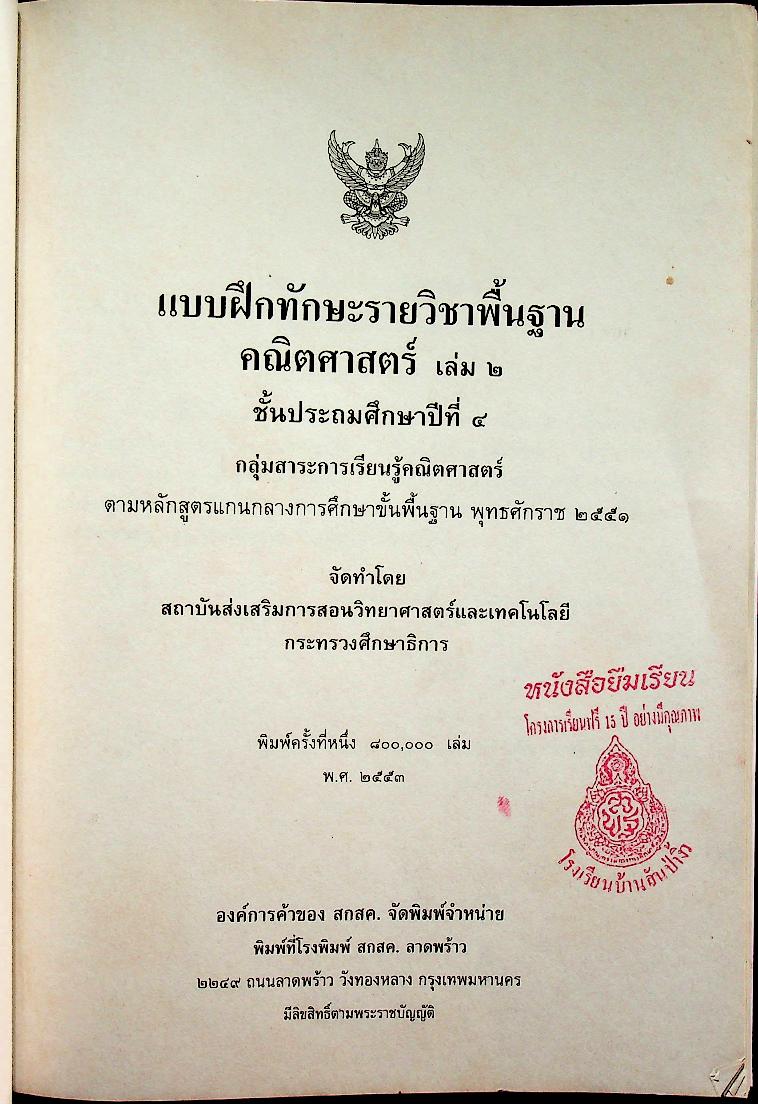 แบบฝึกทักษะรายวิชาพื้นฐาน
คณิตศาสตร์ เล่ม ๒
ชั้นประถมศึกษาปีที่ ๔
กลุ่มสาระการเรียนรู้คณิตศาสตร์
ตามหลักสูตรแกนกลางการศึกษาขั้นพื้นฐาน พุทธศักราช ๒๕๕๑
จัดทำโดย
สถาบันส่งเสริมการสอนวิทยาศาสตร์และเทคโนโลยี
กระทรวงศึกษาธิการ
หนังสือยืมเรียน
โครงการเรียนฟรี 15 ปี อย่างมีคุณภาพ
โรงเรียนบ้านสันป่างิ้ว
พิมพ์ครั้งที่หนึ่ง ๘๐๐,๐๐๐ เล่ม
พ.ศ. ๒๕๕๓
องค์การค้าของ สกสค. จัดพิมพ์จำหน่าย
พิมพ์ที่โรงพิมพ์ สกสค. ลาดพร้าว
๒๒๔๙ ถนนลาดพร้าว วังทองหลาง กรุงเทพมหานคร
มีลิขสิทธิ์ตามพระราชบัญญัติ